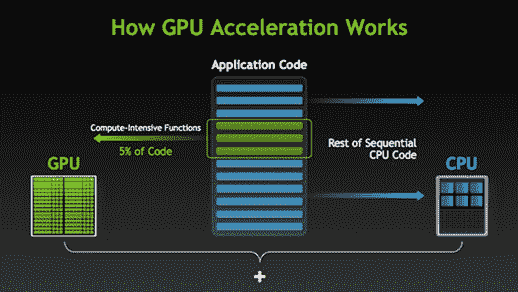 How GPU Acceleration Works
Application Code
Compute-Intensive Functions
5% of Code
GPU
Rest of Sequential
CPU Code
CPU
+